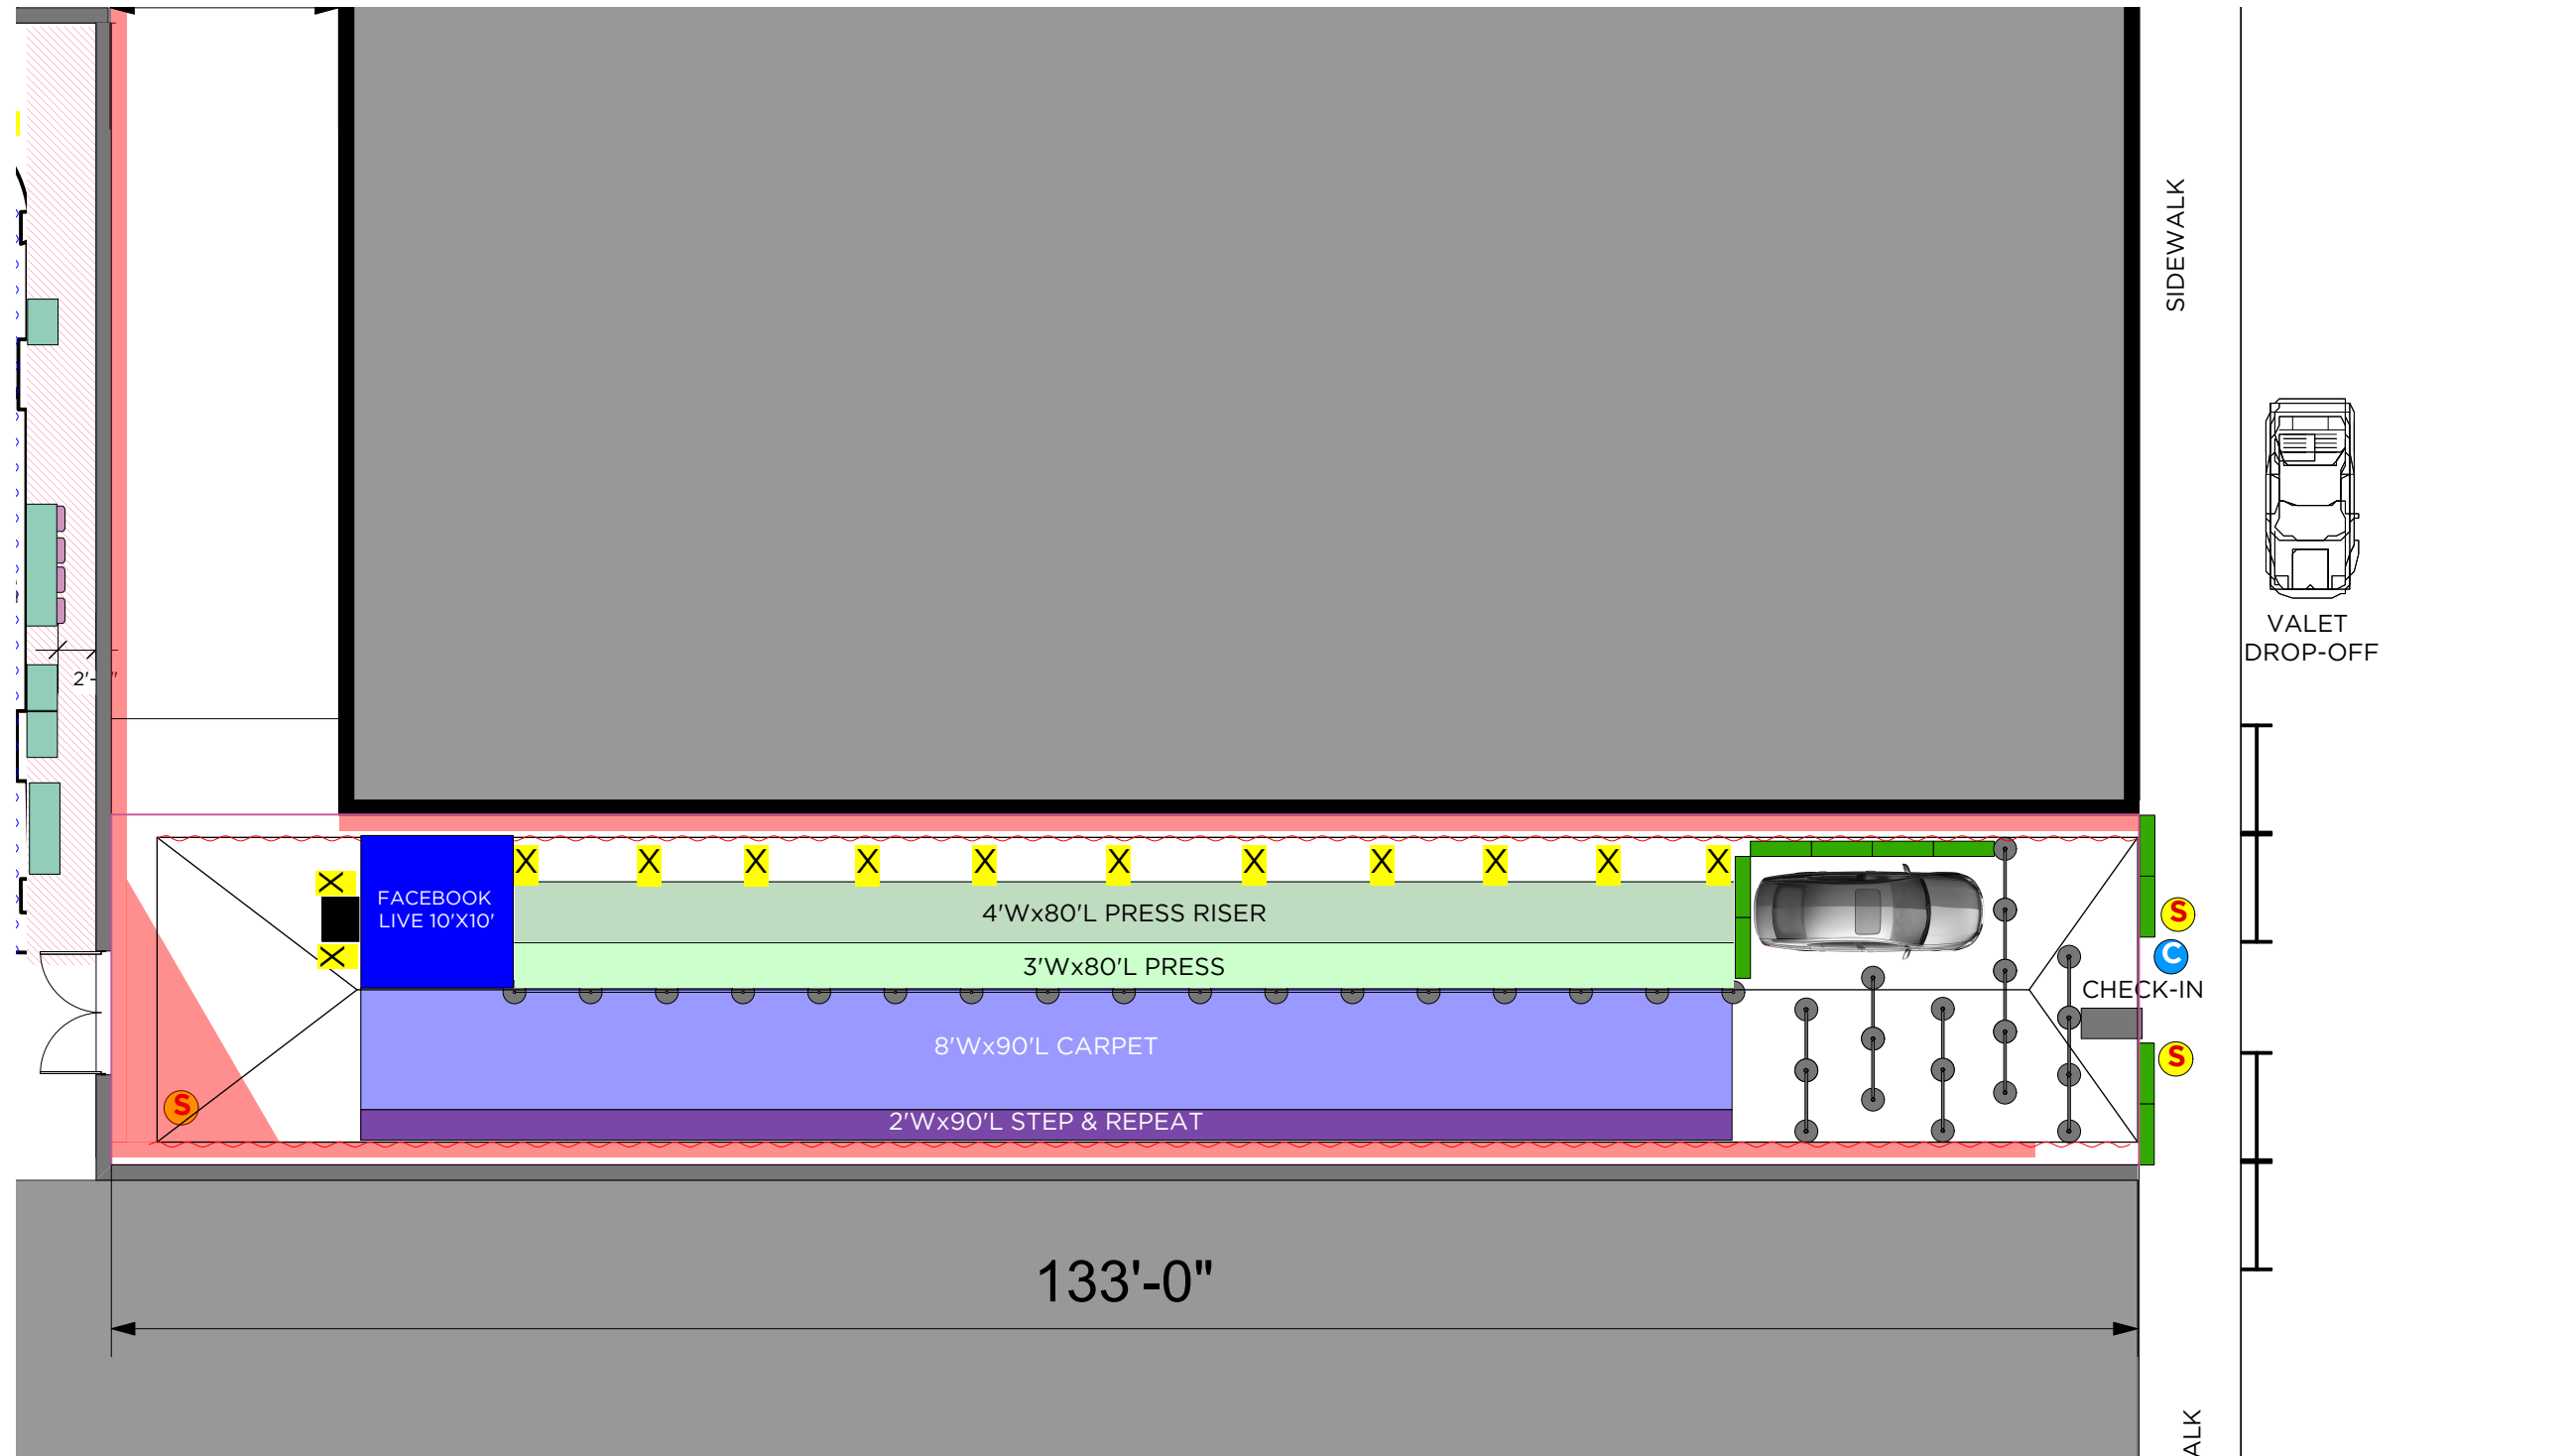 SIDEWALK
VALET
DROP-OFF
X
X
X
X
X
X
X
X
X
X
X
X
X
FACEBOOK
LIVE 10'X10'
4'Wx80'L PRESS RISER
3'Wx80'L PRESS
S
C
CHECK-IN
8'Wx90'L CARPET
S
S
2'Wx90'L STEP & REPEAT
133'-0"
ALK